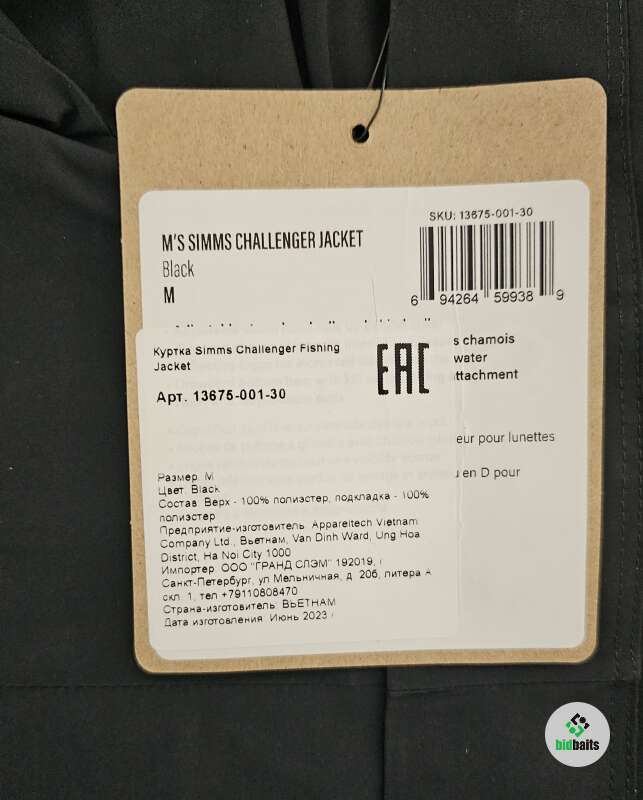 SKU: 13675-001-30
M'S SIMMS CHALLENGER JACKET
Black
M
6 94264 59938 9
s chamois
water
ttachment
Куртка Simms Challenger Fishing
Jacket
EAC
Арт. 13675-001-30
eur pour lunettes
en D pour
Размер: M
Цвет: Black
Состав: Верх - 100% полиэстер, подкладка - 100%
полиэстер
Предприятие-изготовитель: Appareltech Vietnam
Company Ltd., Вьетнам, Van Dinh Ward, Ung Hoa
District, Ha Noi City 1000
Импортер: ООО "ГРАНД СЛЭМ" 192019, г
Санкт-Петербург, ул Мельничная, д. 20б, литера А
скл. 1, тел +79110808470
Страна-изготовитель: ВЬЕТНАМ
Дата изготовления: Июнь 2023 г
bidbaits